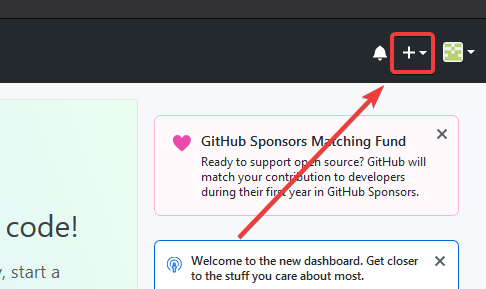 GitHub Sponsors Matching Fund
Ready to support open source? GitHub will
match your contribution to developers
during their first year in GitHub Sponsors.
code!
, start a
Welcome to the new dashboard. Get closer
to the stuff you care about most.